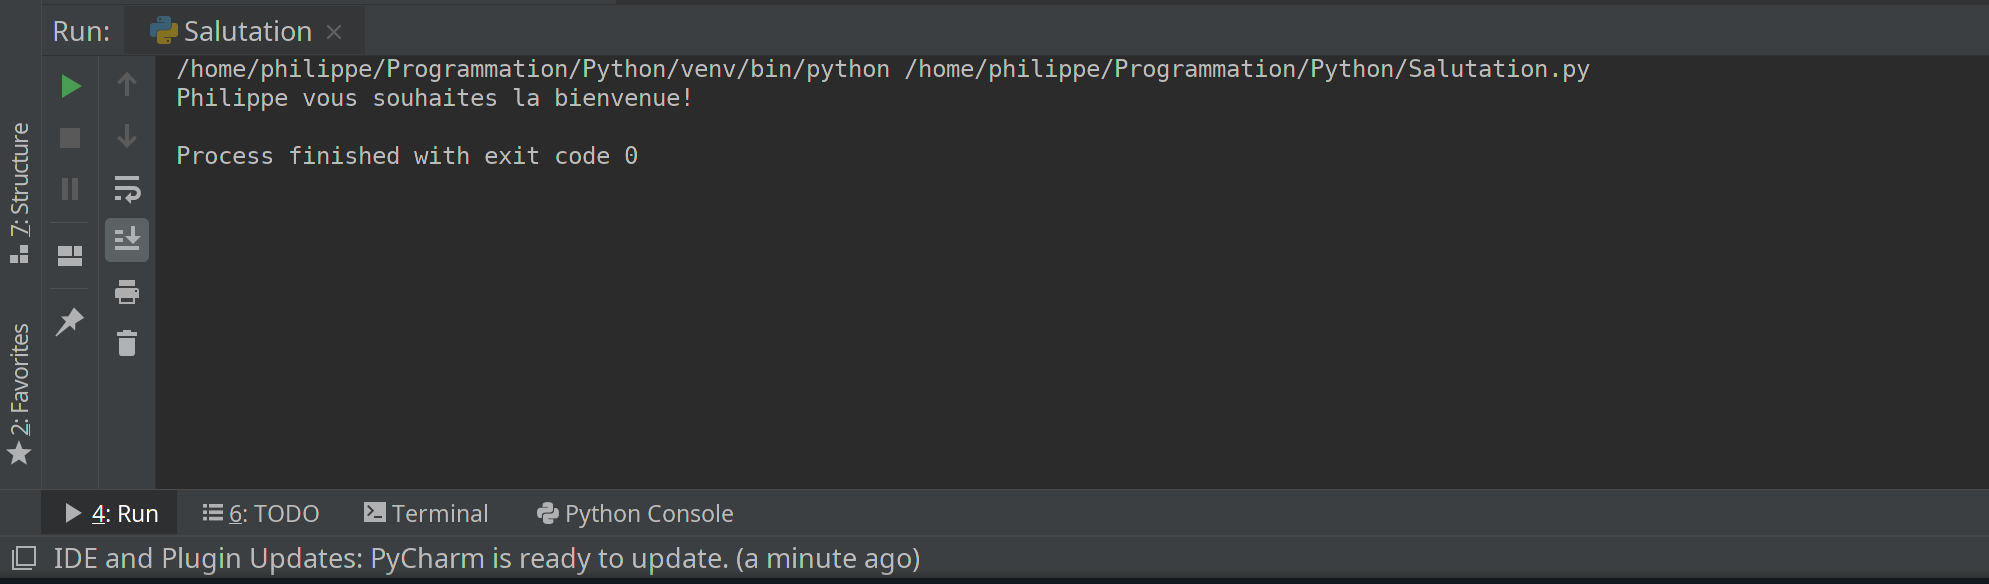 Run: Salutation
/home/philippe/Programmation/Python/venv/bin/python /home/philippe/Programmation/Python/Salutation.py
Philippe vous souhaites la bienvenue!
Process finished with exit code 0
7: Structure
2: Favorites
4: Run 6: TODO Terminal Python Console
IDE and Plugin Updates: PyCharm is ready to update. (a minute ago)